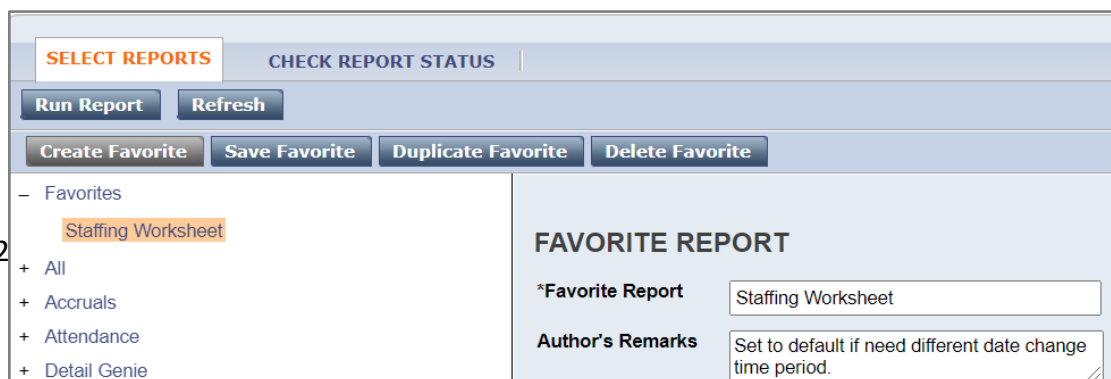 SELECT REPORTS CHECK REPORT STATUS
Run Report Refresh
Create Favorite Save Favorite Duplicate Favorite Delete Favorite
– Favorites
Staffing Worksheet
2
+ All
+ Accruals
+ Attendance
+ Detail Genie
FAVORITE REPORT
*Favorite Report Staffing Worksheet
Author's Remarks Set to default if need different date change
time period.